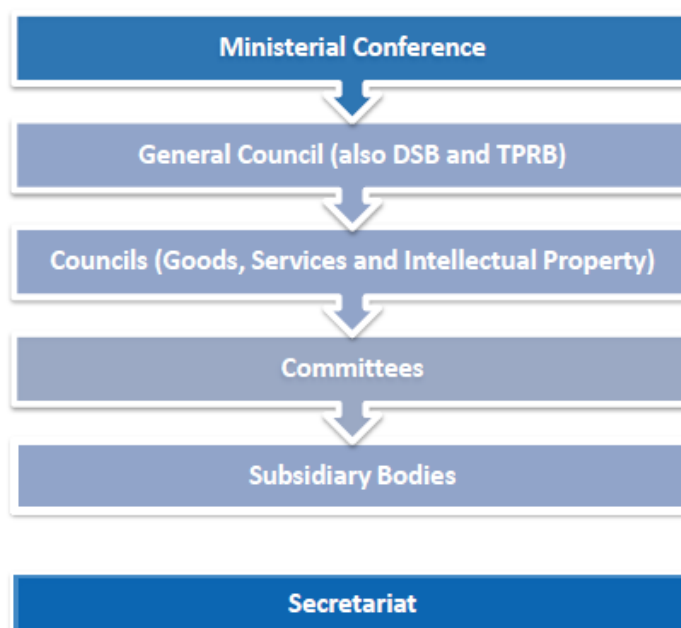 Ministerial Conference
General Council (also DSB and TPRB)
Councils (Goods, Services and Intellectual Property)
Committees
Subsidiary Bodies
Secretariat